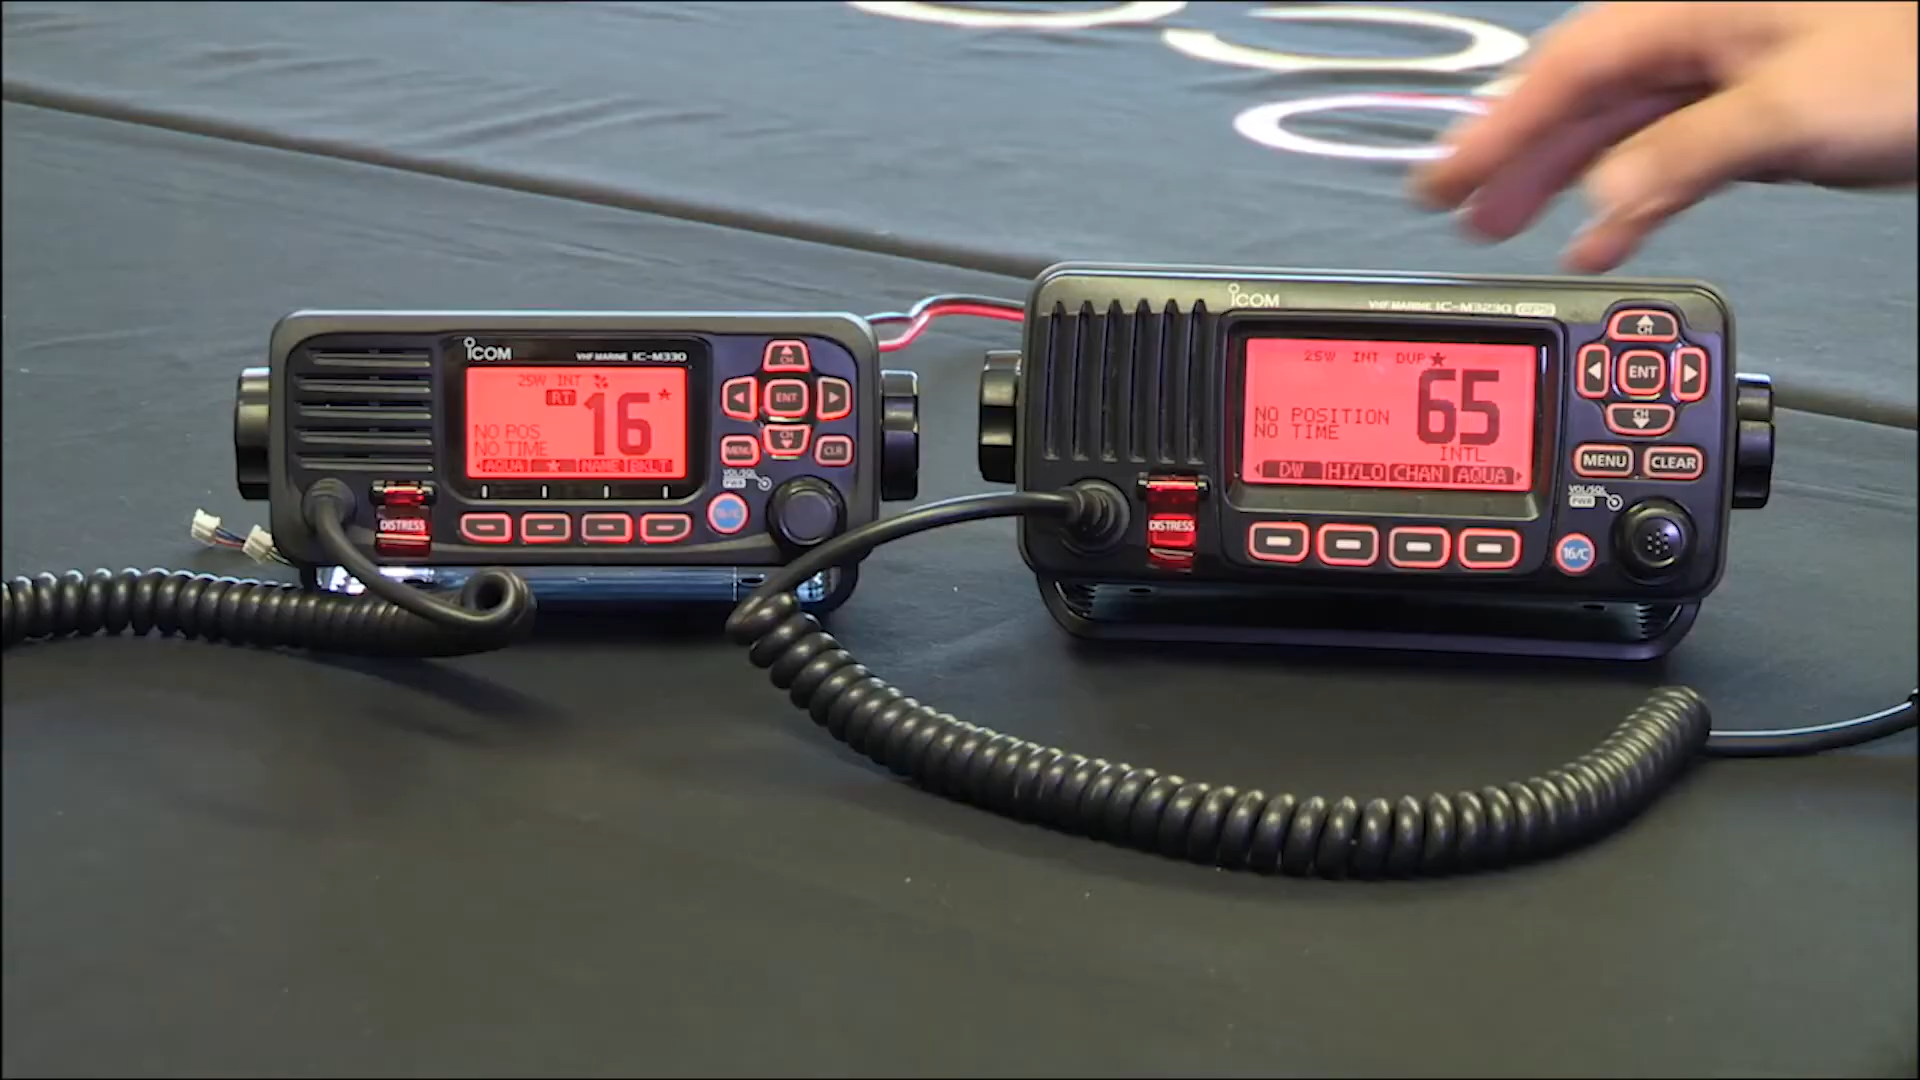 ICOM
VHF MARINE IC-M330
25W INT
RT 16
NO POS
NO TIME
AQUA ★ NAME BKLT
CH
ENT
CH
MENU
CLR
VOL/SQL
PWR
16/C
DISTRESS
ICOM
VHF MARINE IC-M323G GPS
25W INT DUP ★
65
NO POSITION
NO TIME
INTL
DW HI/LO CHAN AQUA
CH
ENT
CH
MENU CLEAR
VOL/SQL
PWR
16/C
DISTRESS